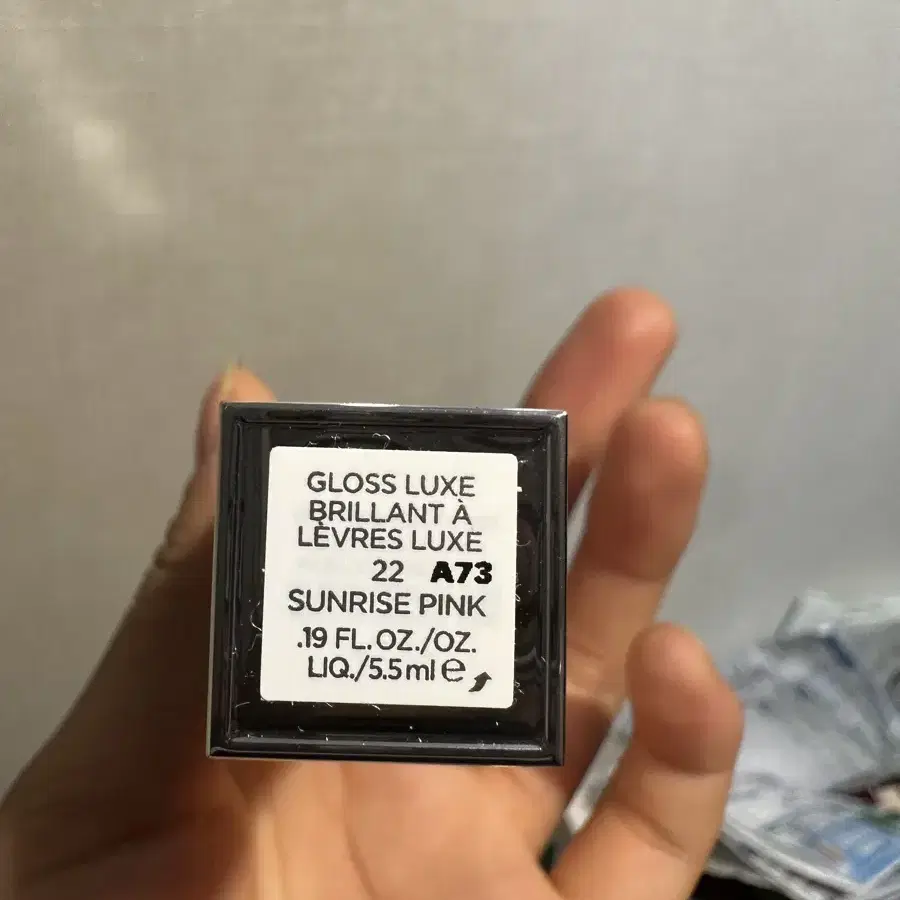 GLOSS LUXE
BRILLANT À
LÈVRES LUXE
22 A73
SUNRISE PINK
.19 FL.OZ./OZ.
LIQ./5.5ml ℮